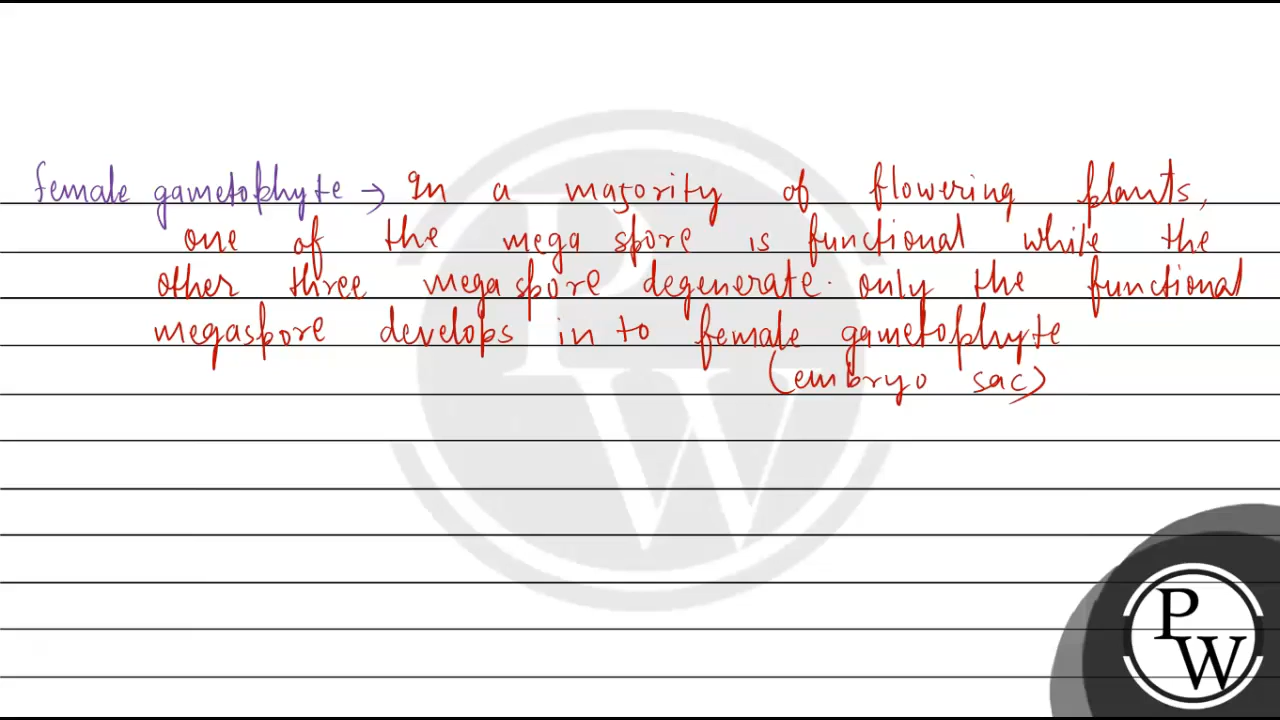 female gametophyte → In a majority of flowering plants,
one of the mega spore is functional while the
other three mega spore degenerate. only the functional
megaspore develops in to female gametophyte
(embryo sac)
PW
PW